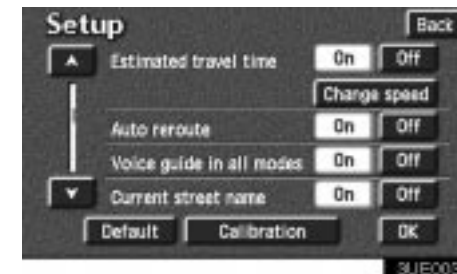 Setup Back
Estimated travel time On Off
Change speed
Auto reroute On Off
Voice guide in all modes On Off
Current street name On Off
Default Calibration OK